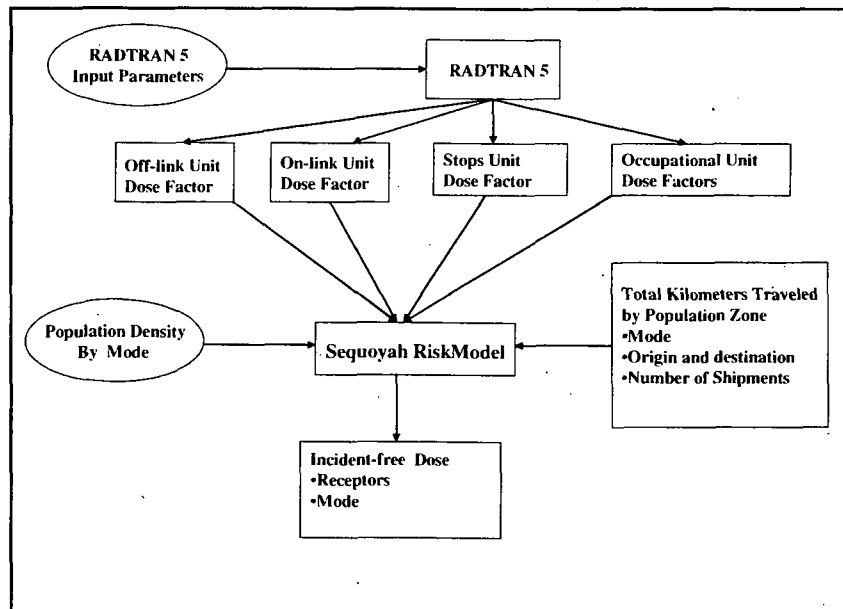 RADTRAN 5
Input Parameters
RADTRAN 5
Off-link Unit
Dose Factor
On-link Unit
Dose Factor
Stops Unit
Dose Factor
Occupational Unit
Dose Factors
Population Density
By Mode
Sequoyah RiskModel
Total Kilometers Traveled
by Population Zone
•Mode
•Origin and destination
•Number of Shipments
Incident-free Dose
•Receptors
•Mode